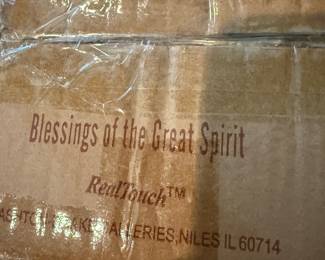 Blessings of the Great Spirit
RealTouch™
GALLERIES, NILES IL 60714